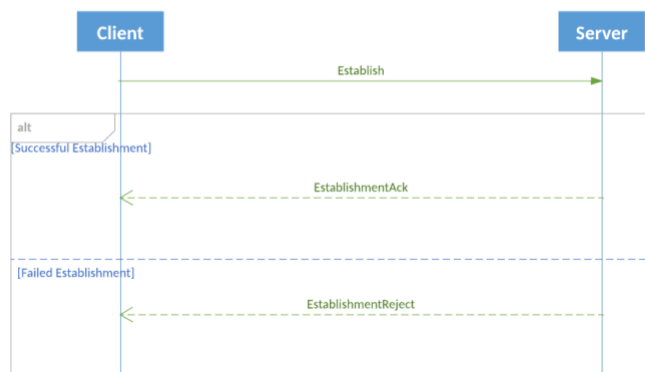 Client
Server
Establish
alt
[Successful Establishment]
EstablishmentAck
[Failed Establishment]
EstablishmentReject